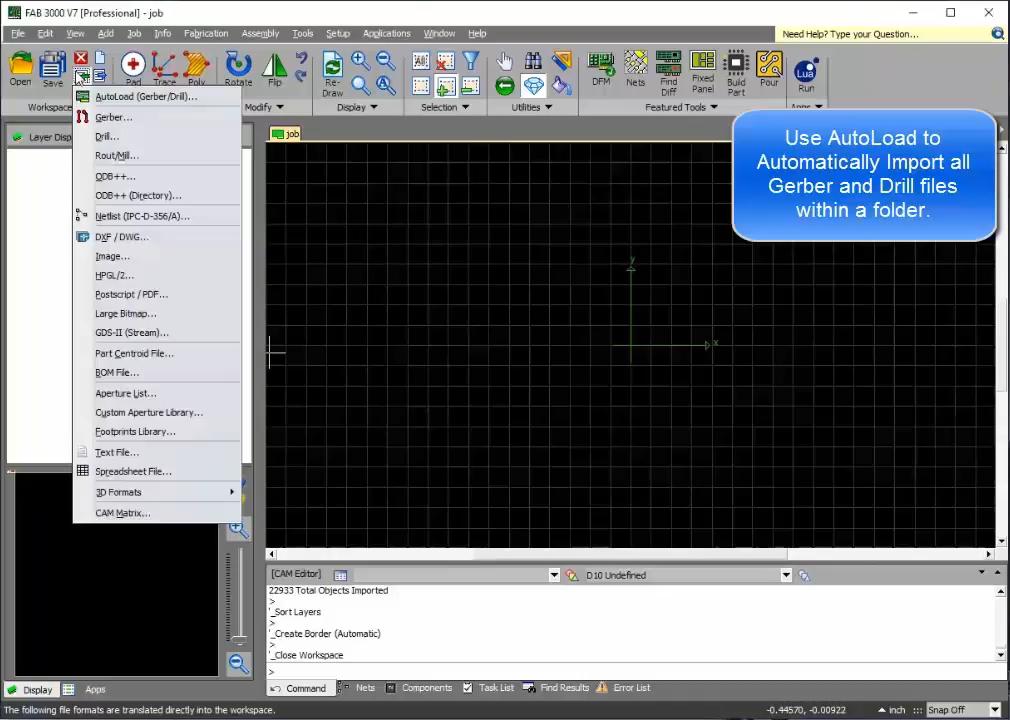 FAB 3000 V7 [Professional] - job
File Edit View Add Job Info Fabrication Assembly Tools Setup Applications Window Help
Need Help? Type your Question...
Open Save Pad Trace Poly Rotate Flip Re-Draw DFM Nets Find Diff Fixed Panel Build Part Pour Lua Run
Workspace Modify Display Selection Utilities Featured Tools Apps
Layer Disp
job
AutoLoad (Gerber/Drill)...
Gerber...
Drill...
Rout/Mill...
ODB++...
ODB++ (Directory)...
Netlist (IPC-D-356/A)...
DXF / DWG...
Image...
HPGL/2...
Postscript / PDF...
Large Bitmap...
GDS-II (Stream)...
Part Centroid File...
BOM File...
Aperture List...
Custom Aperture Library...
Footprints Library...
Text File...
Spreadsheet File...
3D Formats
CAM Matrix...
Use AutoLoad to
Automatically Import all
Gerber and Drill files
within a folder.
y
x
[CAM Editor] D10 Undefined
22933 Total Objects Imported
>
'_Sort Layers
>
'_Create Border (Automatic)
>
'_Close Workspace
>
Display Apps Command Nets Components Task List Find Results Error List
The following file formats are translated directly into the workspace. -0.44570, -0.00922 inch Snap Off